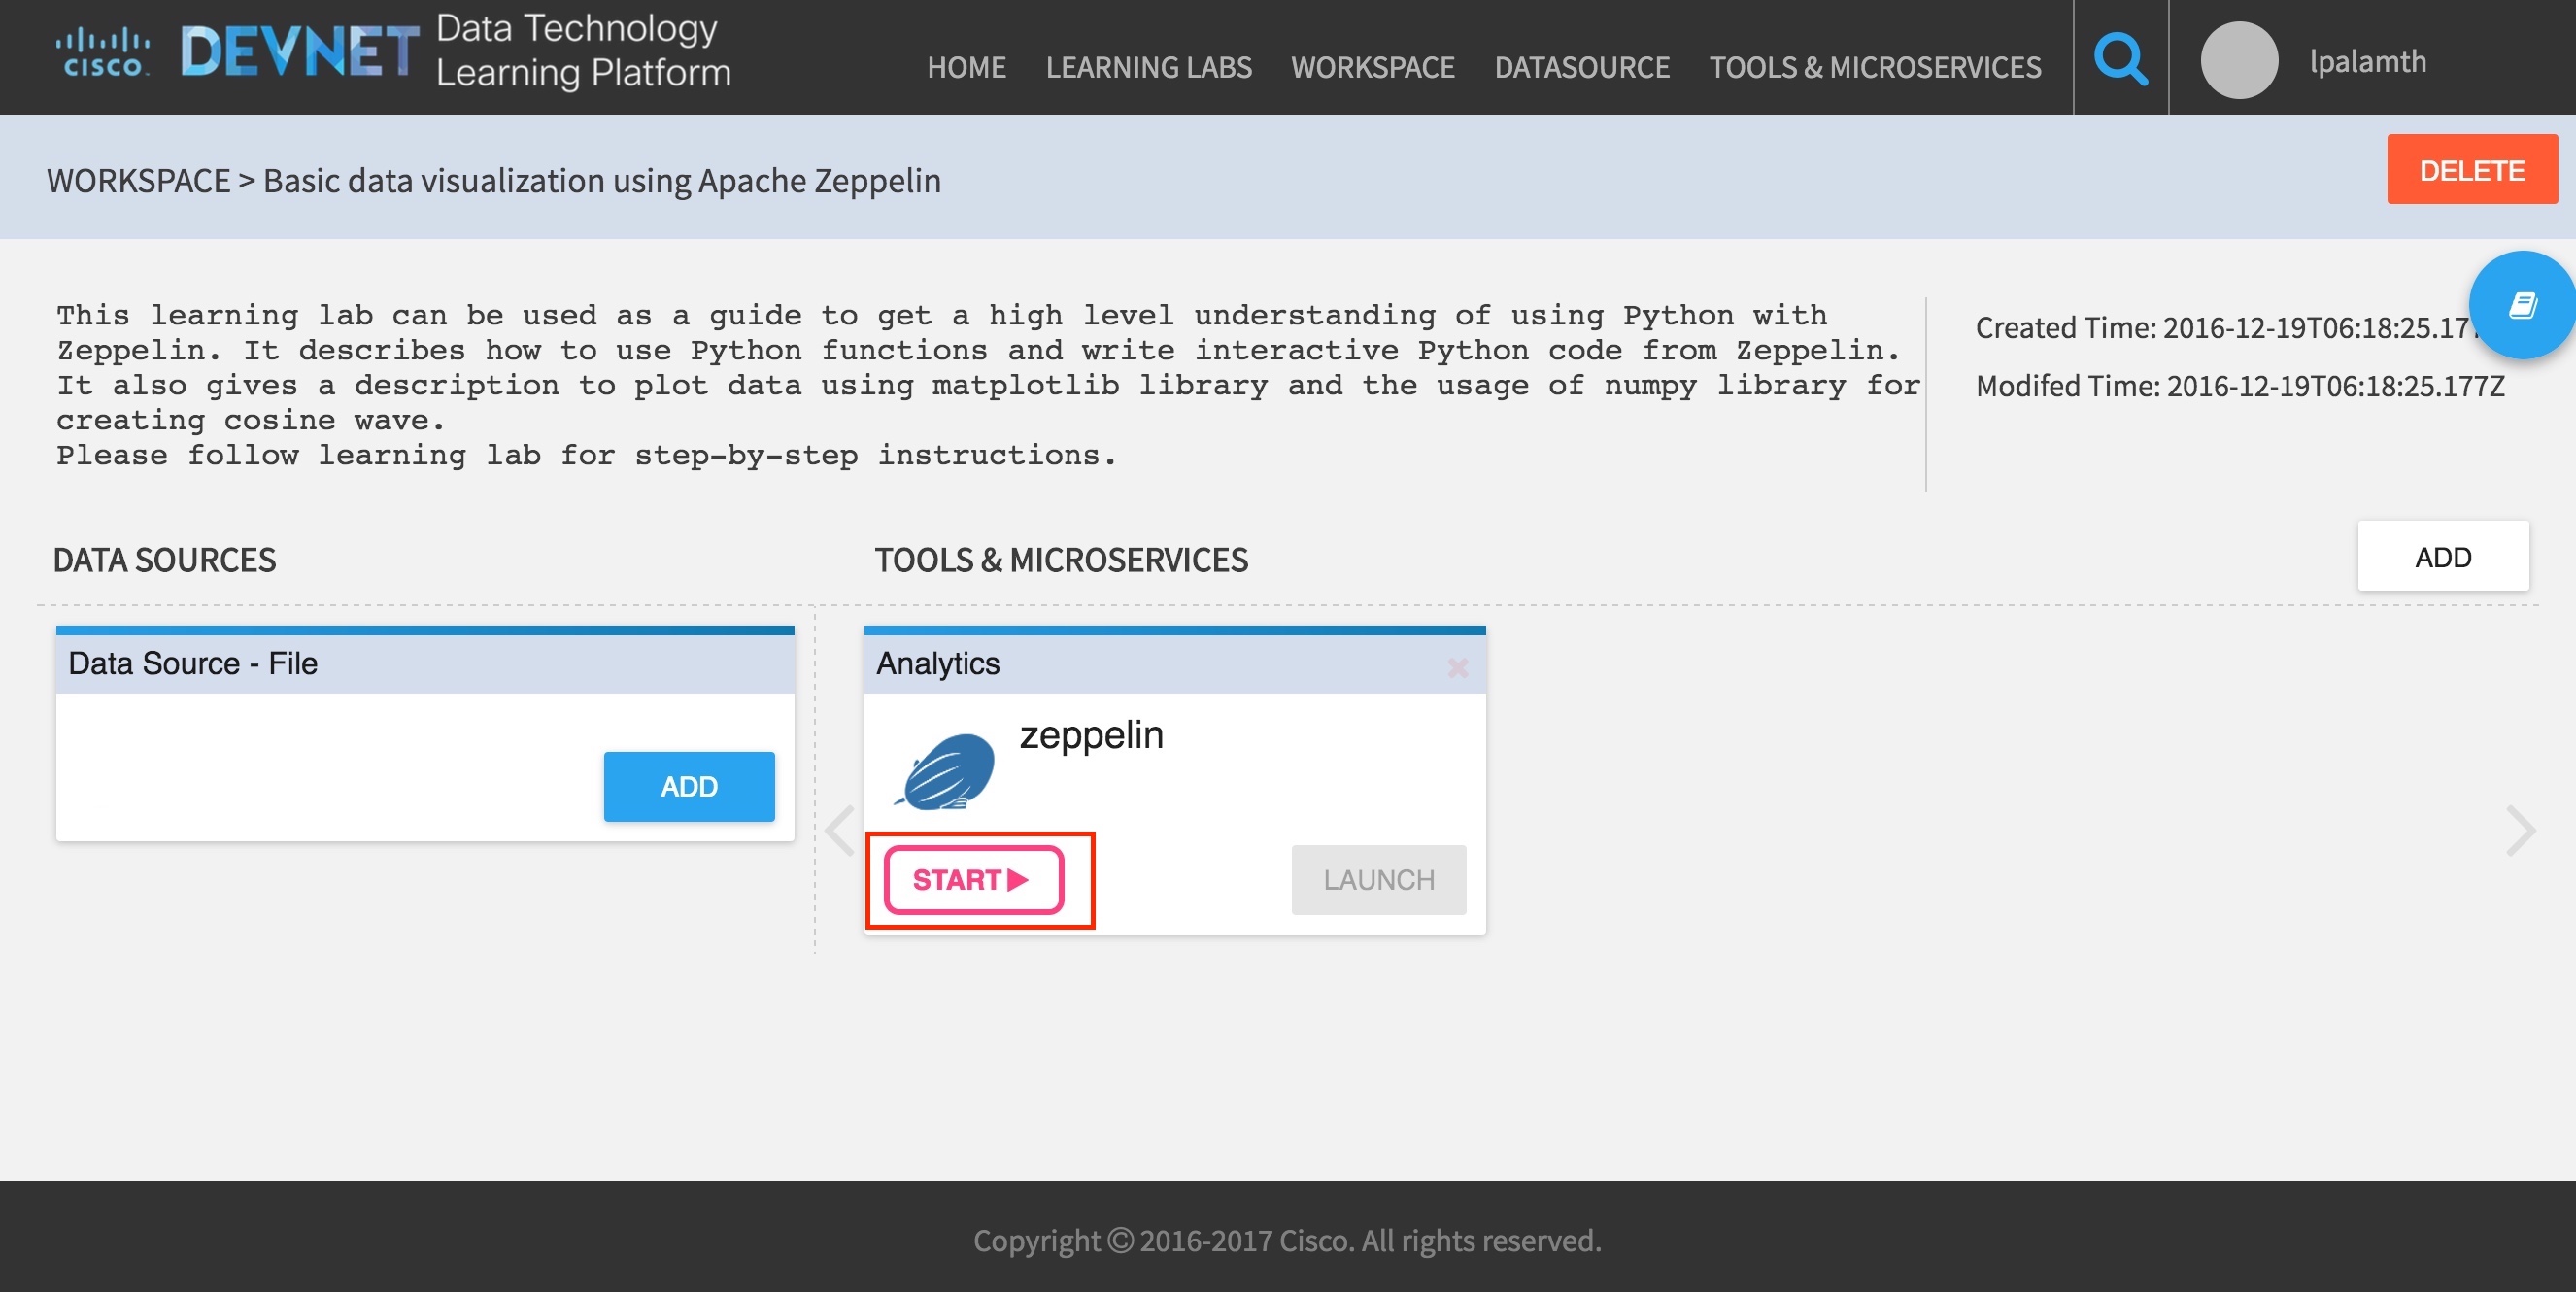 CISCO
DEVNET
Data Technology
Learning Platform
HOME
LEARNING LABS
WORKSPACE
DATASOURCE
TOOLS & MICROSERVICES
lpalamth
WORKSPACE > Basic data visualization using Apache Zeppelin
DELETE
This learning lab can be used as a guide to get a high level understanding of using Python with
Zeppelin. It describes how to use Python functions and write interactive Python code from Zeppelin.
It also gives a description to plot data using matplotlib library and the usage of numpy library for
creating cosine wave.
Please follow learning lab for step-by-step instructions.
Created Time: 2016-12-19T06:18:25.17
Modifed Time: 2016-12-19T06:18:25.177Z
DATA SOURCES
TOOLS & MICROSERVICES
ADD
Data Source - File
ADD
Analytics
zeppelin
START
LAUNCH
Copyright © 2016-2017 Cisco. All rights reserved.